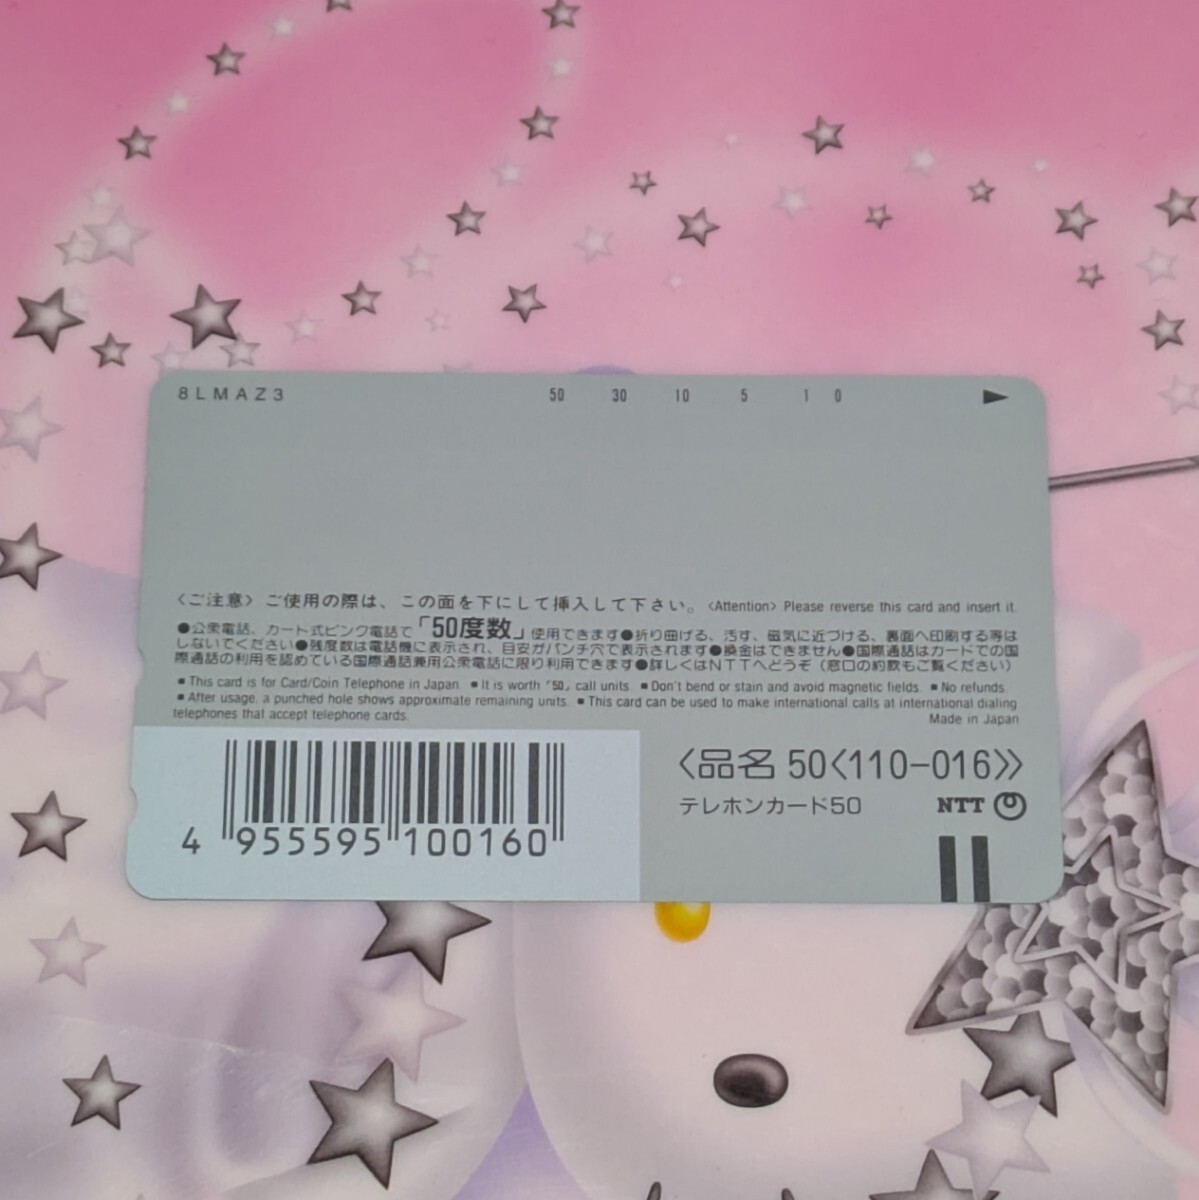 8LMAZ3 50 30 10 5 1 0
〈ご注意〉ご使用の際は、この面を下にして挿入して下さい。〈Attention〉Please reverse this card and insert it.
●公衆電話、カード式ピンク電話で「50度数」使用できます●折り曲げる、汚す、磁気に近づける、裏面へ印刷する等は
しないでください●残度数は電話機に表示され、目安がパンチ穴で表示されます●換金はできません●国際通話はカードでの国
際通話の利用を認めている国際通話兼用公衆電話に限り利用できます●詳しくはNTTへどうぞ(窓口の約款もご覧ください)
■This card is for Card/Coin Telephone in Japan. ■It is worth「50」call units. ■Don't bend or stain and avoid magnetic fields. ■No refunds.
■After usage, a punched hole shows approximate remaining units. ■This card can be used to make international calls at international dialing
telephones that accept telephone cards.
Made in Japan
〈品名 50〈110-016〉〉
テレホンカード50 NTT
4 955595 100160